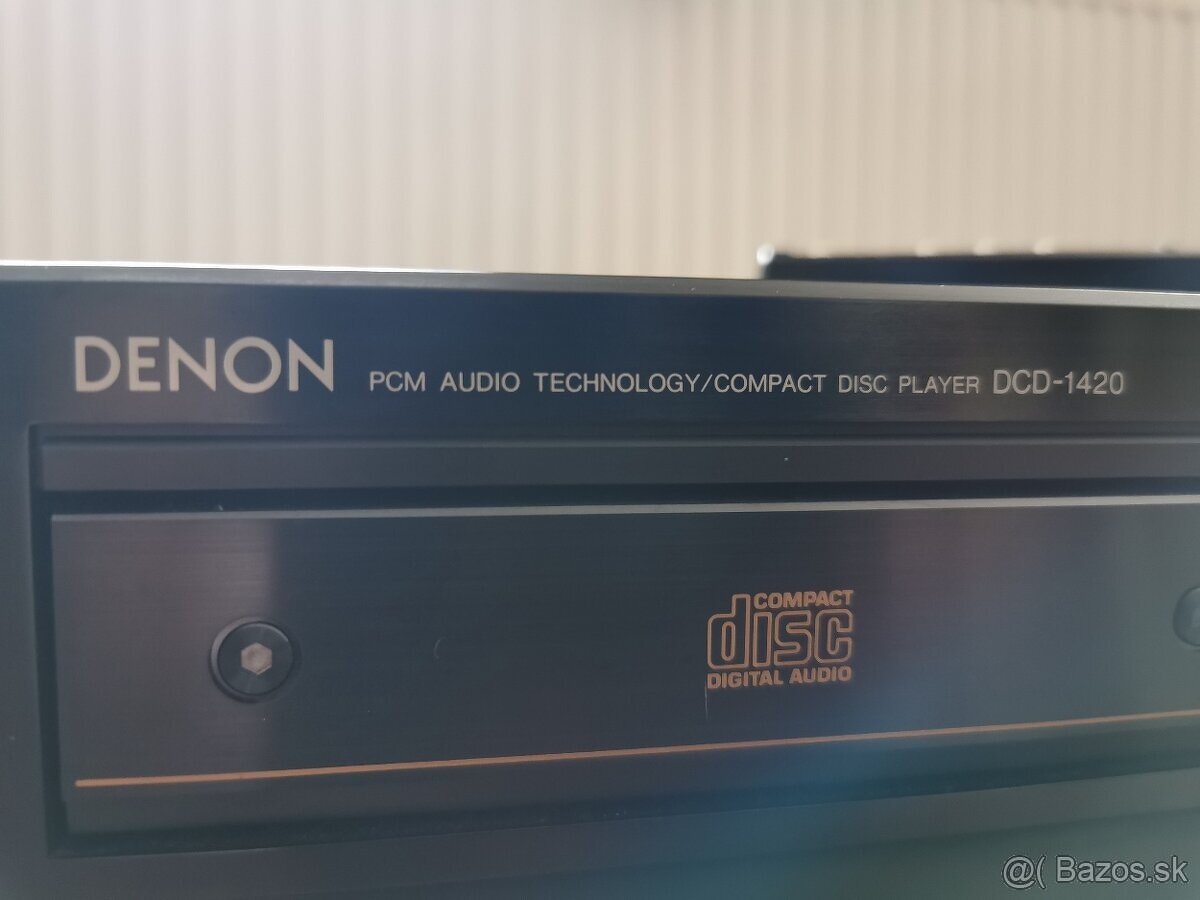 DENON PCM AUDIO TECHNOLOGY/COMPACT DISC PLAYER DCD-1420
COMPACT
disc
DIGITAL AUDIO
@( Bazos.sk